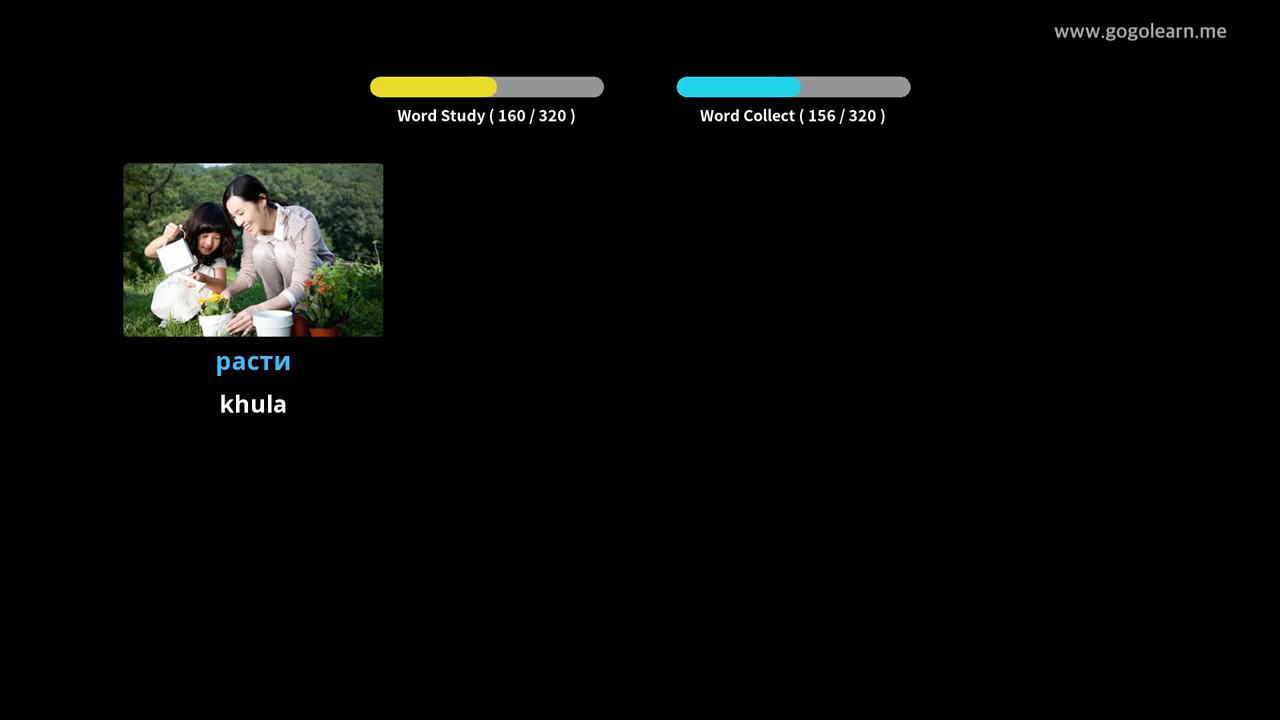 www.gogolearn.me
Word Study ( 160 / 320 )
Word Collect ( 156 / 320 )
расти
khula